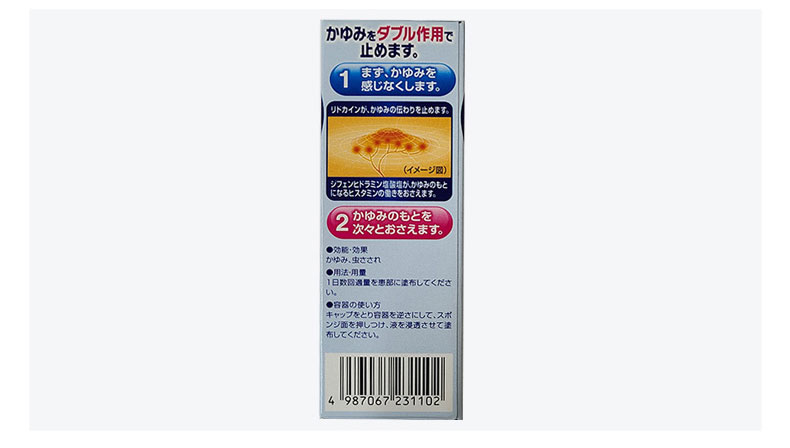 かゆみをダブル作用で
止めます。
1 まず、かゆみを
感じなくします。
リドカインが、かゆみの伝わりを止めます。
(イメージ図)
ジフェンヒドラミン塩酸塩が、かゆみのもと
になるヒスタミンの働きをおさえます。
2 かゆみのもとを
次々とおさえます。
●効能・効果
かゆみ、虫さされ
●用法・用量
1日数回適量を患部に塗布してくださ
い。
●容器の使い方
キャップをとり容器を逆さにして、スポ
ンジ面を押しつけ、液を浸透させて塗
布してください。
4 987067 231102